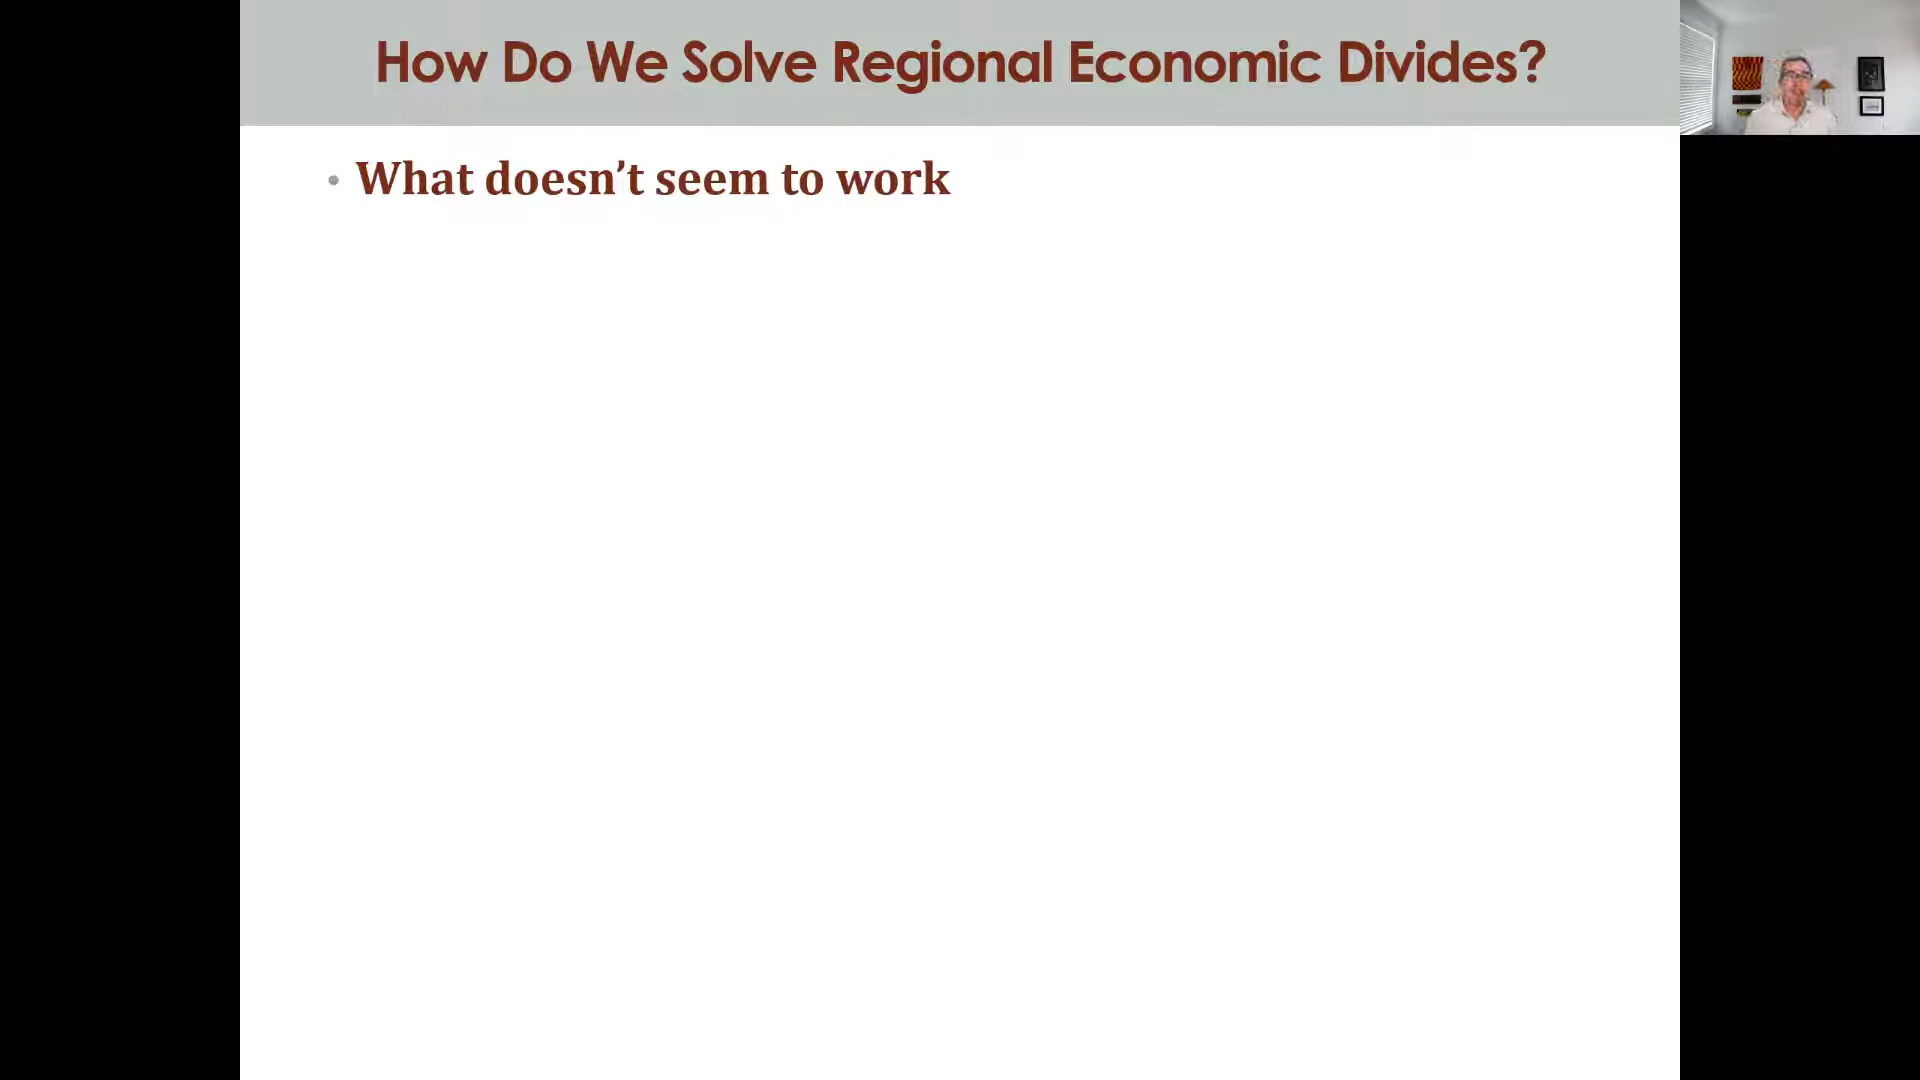 How Do We Solve Regional Economic Divides?
• What doesn’t seem to work